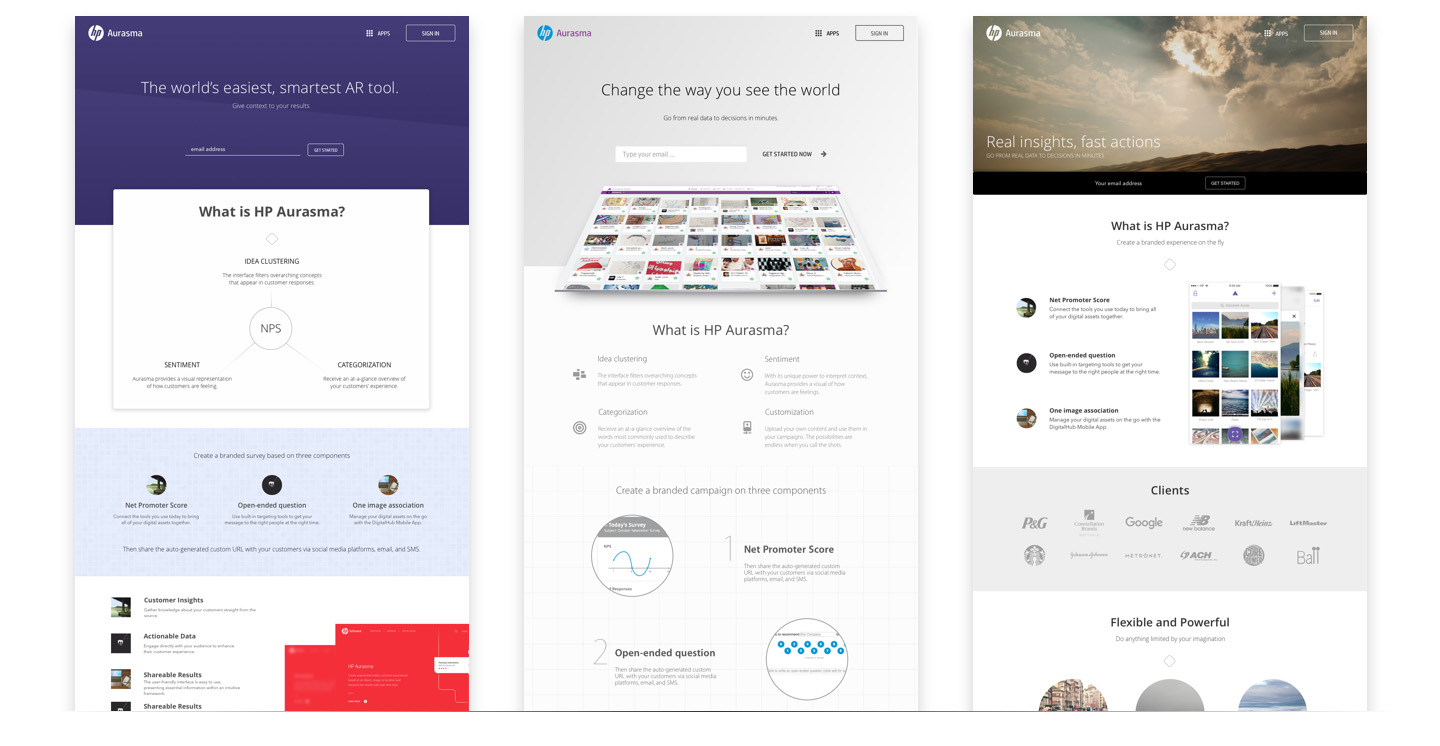 hp Aurasma
APPS
SIGN IN
The world's easiest, smartest AR tool.
Give context to your results
email address
GET STARTED
What is HP Aurasma?
IDEA CLUSTERING
The interface filters overarching concepts
that appear in customer responses.
NPS
SENTIMENT
Aurasma provides a visual representation
of how customers are feeling.
CATEGORIZATION
Receive an at-a-glance overview of
your customers' experience.
Create a branded survey based on three components
Net Promoter Score
Connect the tools you use today to bring
all of your digital assets together.
Open-ended question
Use built-in targeting tools to get your
message to the right people at the right time.
One image association
Manage your digital assets on the go
with the DigitalHub Mobile App.
Then share the auto-generated custom URL with your customers via social media platforms, email, and SMS.
Customer Insights
Gather knowledge about your customers straight from the
source.
Actionable Data
Engage directly with your audience to enhance
their customer experience.
Shareable Results
The user-friendly interface is easy to use,
presenting essential information within an intuitive
framework.
Shareable Results
HP Aurasma
hp Aurasma
APPS
SIGN IN
Change the way you see the world
Go from real data to decisions in minutes.
Type your email ...
GET STARTED NOW
What is HP Aurasma?
Idea clustering
The interface filters overarching concepts
that appear in customer responses.
Sentiment
With its unique power to interpret context,
Aurasma provides a visual of how
customers are feelings.
Categorization
Receive an at-a-glance overview of the
words most commonly used to describe
your customers' experience.
Customization
Upload your own content and use them in
your campaigns. The possibilities are
endless when you call the shots.
Create a branded campaign on three components
Today's Survey
NPS
Responses
1
Net Promoter Score
Then share the auto-generated custom
URL with your customers via social media
platforms, email, and SMS.
2
Open-ended question
Then share the auto-generated custom
URL with your customers via social media
platforms, email, and SMS.
hp Aurasma
APPS
SIGN IN
Real insights, fast actions
GO FROM REAL DATA TO DECISIONS IN MINUTES
Your email address
GET STARTED
What is HP Aurasma?
Create a branded experience on the fly
Net Promoter Score
Connect the tools you use today to bring all
of your digital assets together.
Open-ended question
Use built-in targeting tools to get your
message to the right people at the right time.
One image association
Manage your digital assets on the go with the
DigitalHub Mobile App.
Edit
Clients
P&G
Constellation Brands
Google
new balance
KraftHeinz
LiftMaster
Johnson & Johnson
METRONET
ACH
Ball
Flexible and Powerful
Do anything limited by your imagination